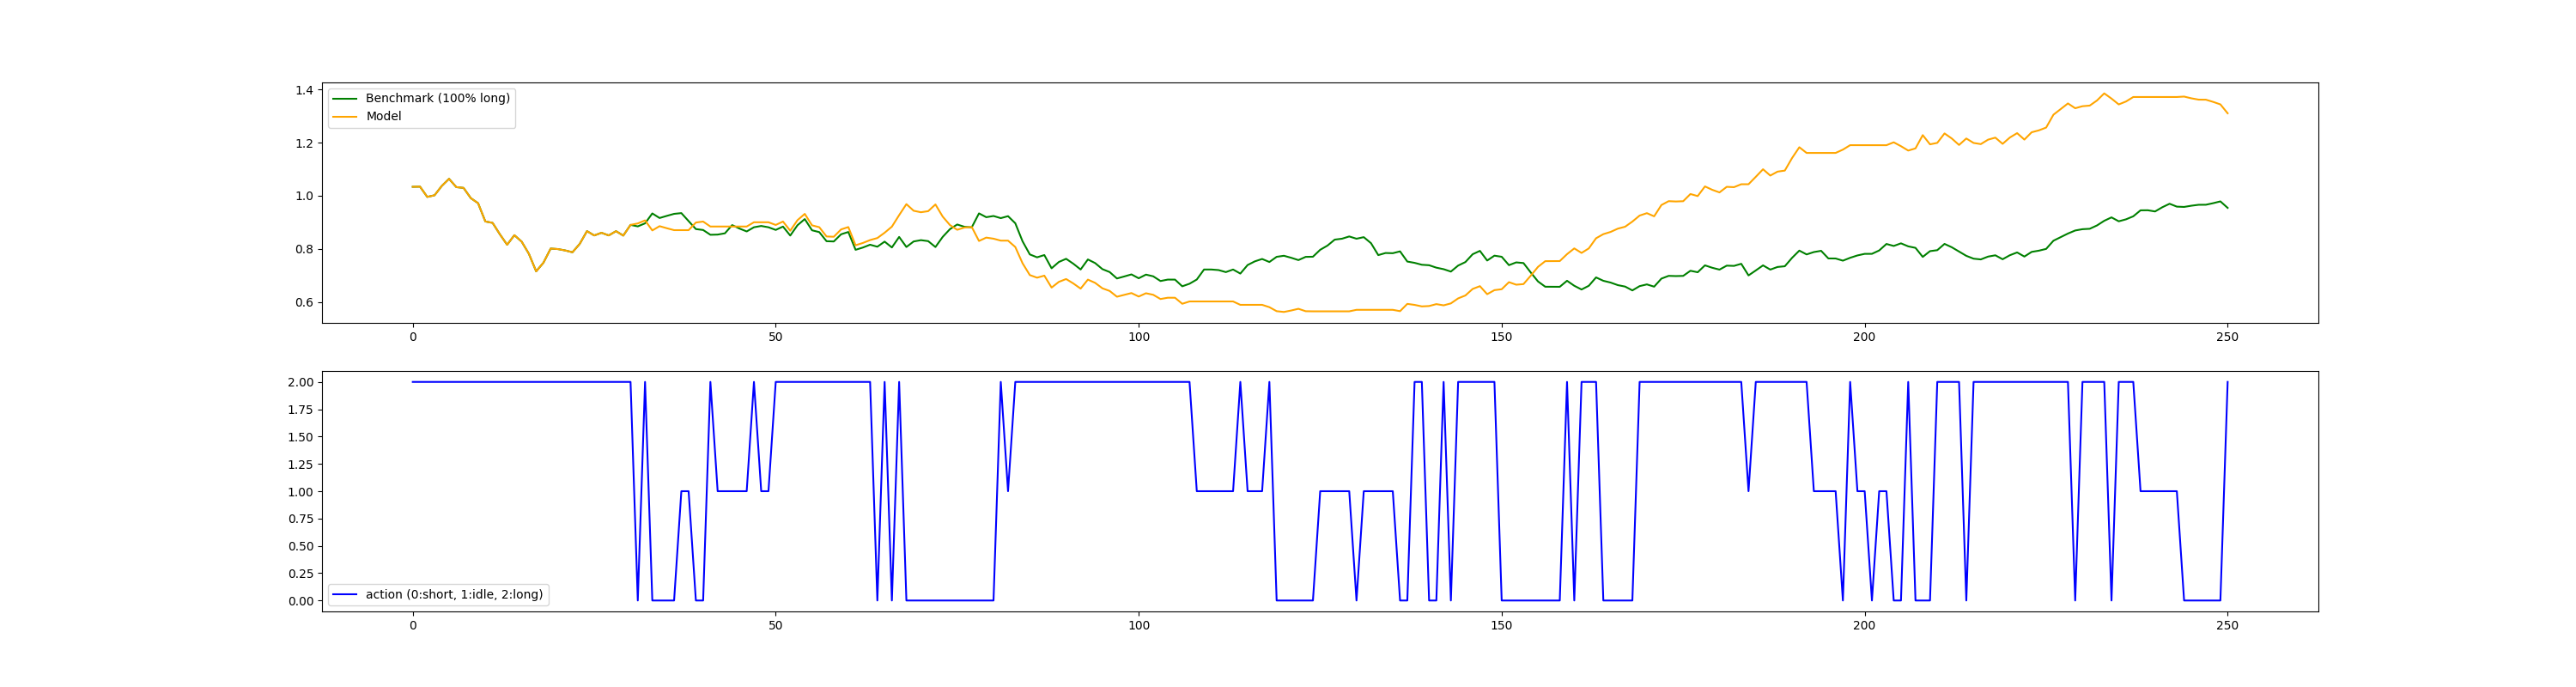 1.4
1.2
1.0
0.8
0.6
Benchmark (100% long)
Model
0 50 100 150 200 250
2.00
1.75
1.50
1.25
1.00
0.75
0.50
0.25
0.00
action (0:short, 1:idle, 2:long)
0 50 100 150 200 250